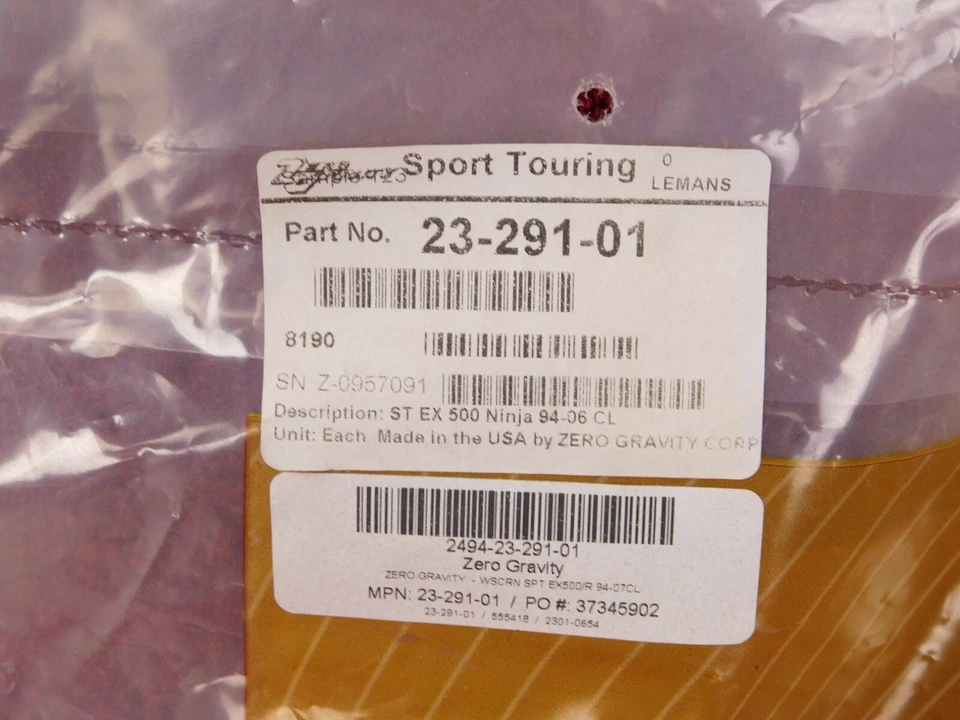 Sport Touring
0
LEMANS
Part No. 23-291-01
8190
SN Z-0957091
Description: ST EX 500 Ninja 94-06 CL
Unit: Each Made in the USA by ZERO GRAVITY CORP
2494-23-291-01
Zero Gravity
ZERO GRAVITY - WSCRN SPT EX500/R 94-07CL
MPN: 23-291-01 / PO #: 37345902
23-291-01 / 555418 / 2301-0654